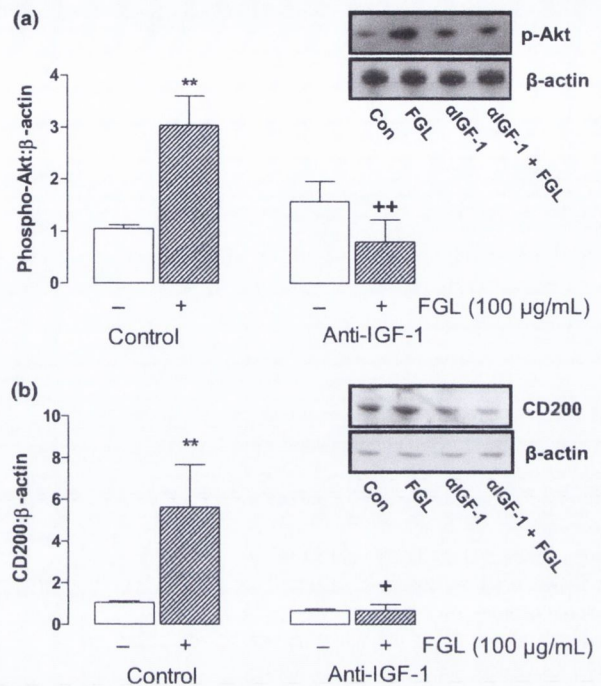 (a)
Phospho-Akt:β-actin
4
3
2
1
0
**
++
p-Akt
β-actin
Con
FGL
αIGF-1
αIGF-1 + FGL
– + – + FGL (100 µg/mL)
Control Anti-IGF-1
(b)
CD200:β-actin
10
8
6
4
2
0
**
+
CD200
β-actin
Con
FGL
αIGF-1
αIGF-1 + FGL
– + – + FGL (100 µg/mL)
Control Anti-IGF-1